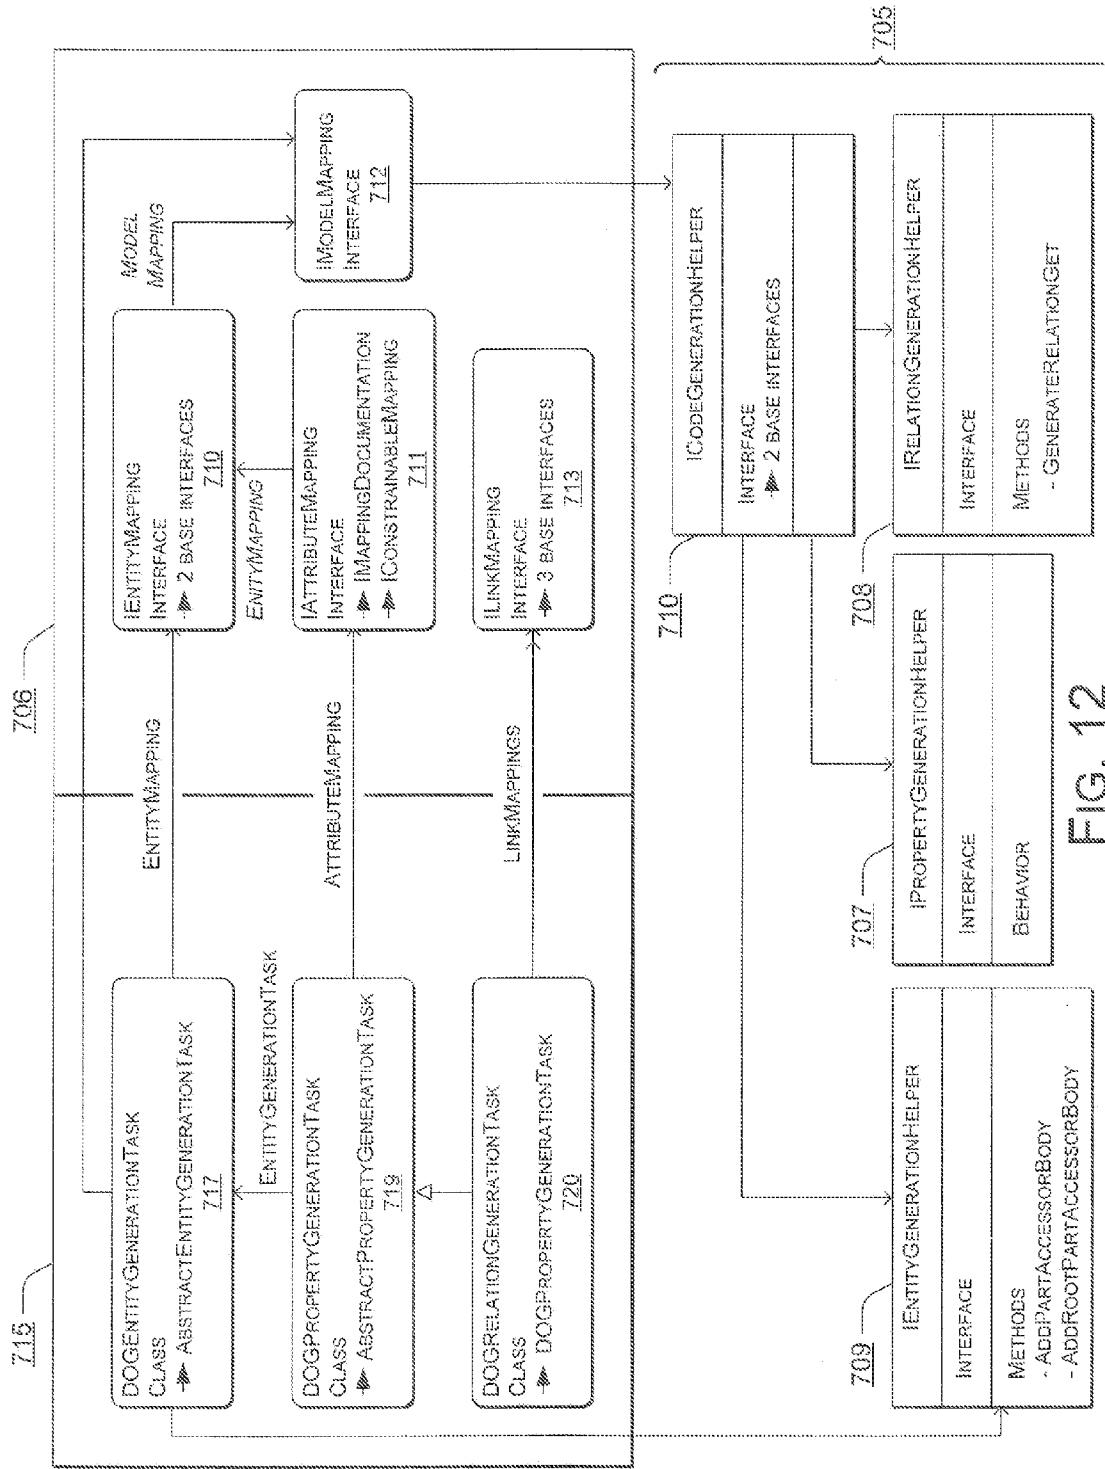 715
706
DOGENTITYGENERATIONTASK
CLASS
ABSTRACTENTITYGENERATIONTASK
717
ENTITYMAPPING
IENTITYMAPPING
INTERFACE
2 BASE INTERFACES
710
MODEL
MAPPING
ENTITYGENERATIONTASK
ENITYMAPPING
DOGPROPERTYGENERATIONTASK
CLASS
ABSTRACTPROPERTYGENERATIONTASK
719
ATTRIBUTEMAPPING
IATTRIBUTEMAPPING
INTERFACE
IMAPPINGDOCUMENTATION
ICONSTRAINABLEMAPPING
711
IMODELMAPPING
INTERFACE
712
DOGRELATIONGENERATIONTASK
CLASS
DOGPROPERTYGENERATIONTASK
720
LINKMAPPINGS
ILINKMAPPING
INTERFACE
3 BASE INTERFACES
713
710
ICODEGENERATIONHELPER
INTERFACE
2 BASE INTERFACES
705
709
IENTITYGENERATIONHELPER
INTERFACE
METHODS
- ADDPARTACCESSORBODY
- ADDROOTPARTACCESSORBODY
707
IPROPERTYGENERATIONHELPER
INTERFACE
BEHAVIOR
708
IRELATIONGENERATIONHELPER
INTERFACE
METHODS
- GENERATERELATIONGET
FIG. 12